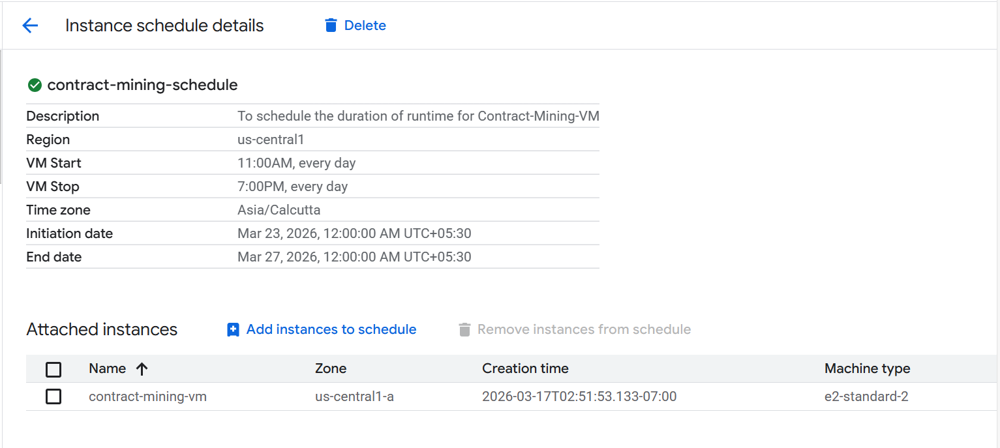 Instance schedule details Delete
contract-mining-schedule
Description To schedule the duration of runtime for Contract-Mining-VM
Region us-central1
VM Start 11:00AM, every day
VM Stop 7:00PM, every day
Time zone Asia/Calcutta
Initiation date Mar 23, 2026, 12:00:00 AM UTC+05:30
End date Mar 27, 2026, 12:00:00 AM UTC+05:30
Attached instances Add instances to schedule Remove instances from schedule
Name Zone Creation time Machine type
contract-mining-vm us-central1-a 2026-03-17T02:51:53.133-07:00 e2-standard-2